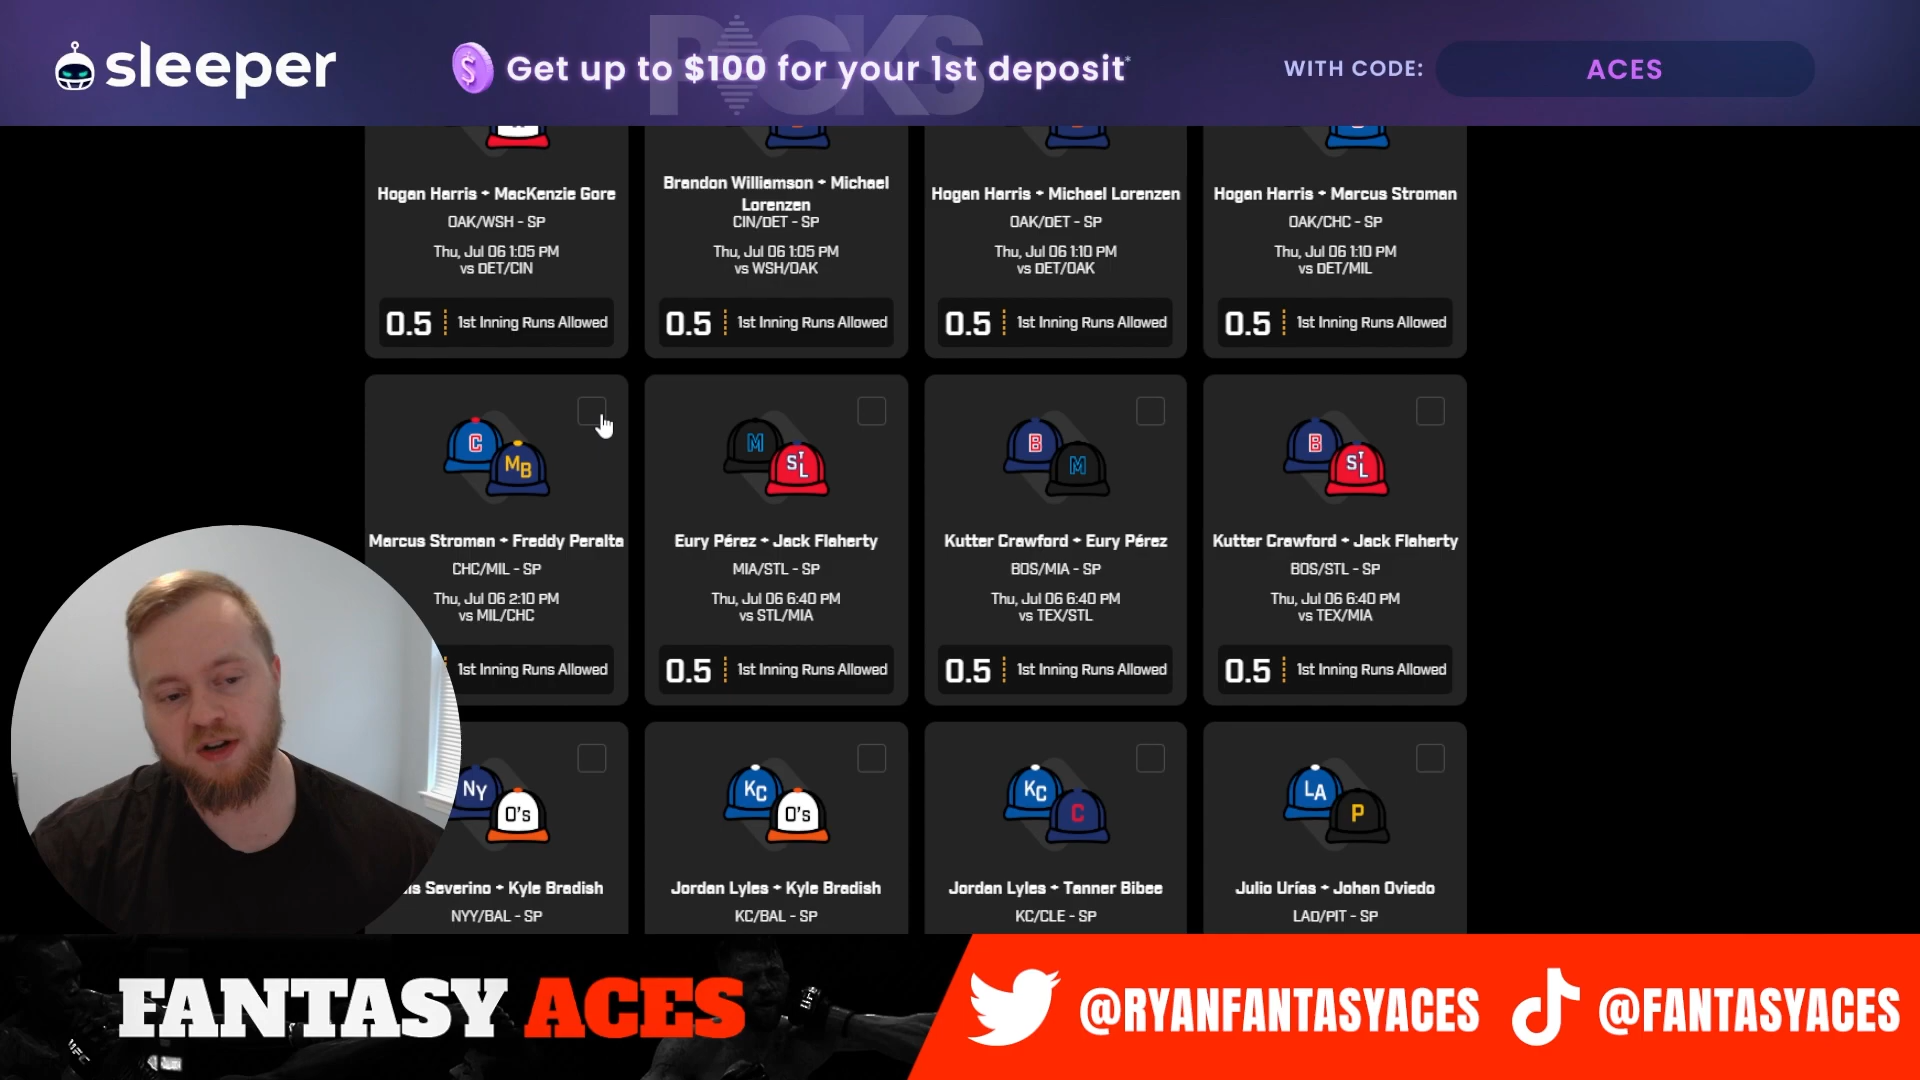 sleeper
PICKS
Get up to $100 for your 1st deposit*
WITH CODE:
ACES
Hogan Harris + MacKenzie Gore
OAK/WSH - SP
Thu, Jul 06 1:05 PM
vs DET/CIN
0.5
1st Inning Runs Allowed
Brandon Williamson + Michael
Lorenzen
CIN/DET - SP
Thu, Jul 06 1:05 PM
vs WSH/OAK
0.5
1st Inning Runs Allowed
Hogan Harris + Michael Lorenzen
OAK/DET - SP
Thu, Jul 06 1:10 PM
vs DET/OAK
0.5
1st Inning Runs Allowed
Hogan Harris + Marcus Stroman
OAK/CHC - SP
Thu, Jul 06 1:10 PM
vs DET/MIL
0.5
1st Inning Runs Allowed
C
MB
Marcus Stroman + Freddy Peralta
CHC/MIL - SP
Thu, Jul 06 2:10 PM
vs MIL/CHC
1st Inning Runs Allowed
M
STL
Eury Pérez + Jack Flaherty
MIA/STL - SP
Thu, Jul 06 6:40 PM
vs STL/MIA
0.5
1st Inning Runs Allowed
B
M
Kutter Crawford + Eury Pérez
BOS/MIA - SP
Thu, Jul 06 6:40 PM
vs TEX/STL
0.5
1st Inning Runs Allowed
B
STL
Kutter Crawford + Jack Flaherty
BOS/STL - SP
Thu, Jul 06 6:40 PM
vs TEX/MIA
0.5
1st Inning Runs Allowed
NY
O's
Severino + Kyle Bradish
NYY/BAL - SP
KC
O's
Jordan Lyles + Kyle Bradish
KC/BAL - SP
KC
C
Jordan Lyles + Tanner Bibee
KC/CLE - SP
LA
P
Julio Urías + Johan Oviedo
LAD/PIT - SP
FANTASY ACES
UFC
UFC
@RYANFANTASYACES
@FANTASYACES